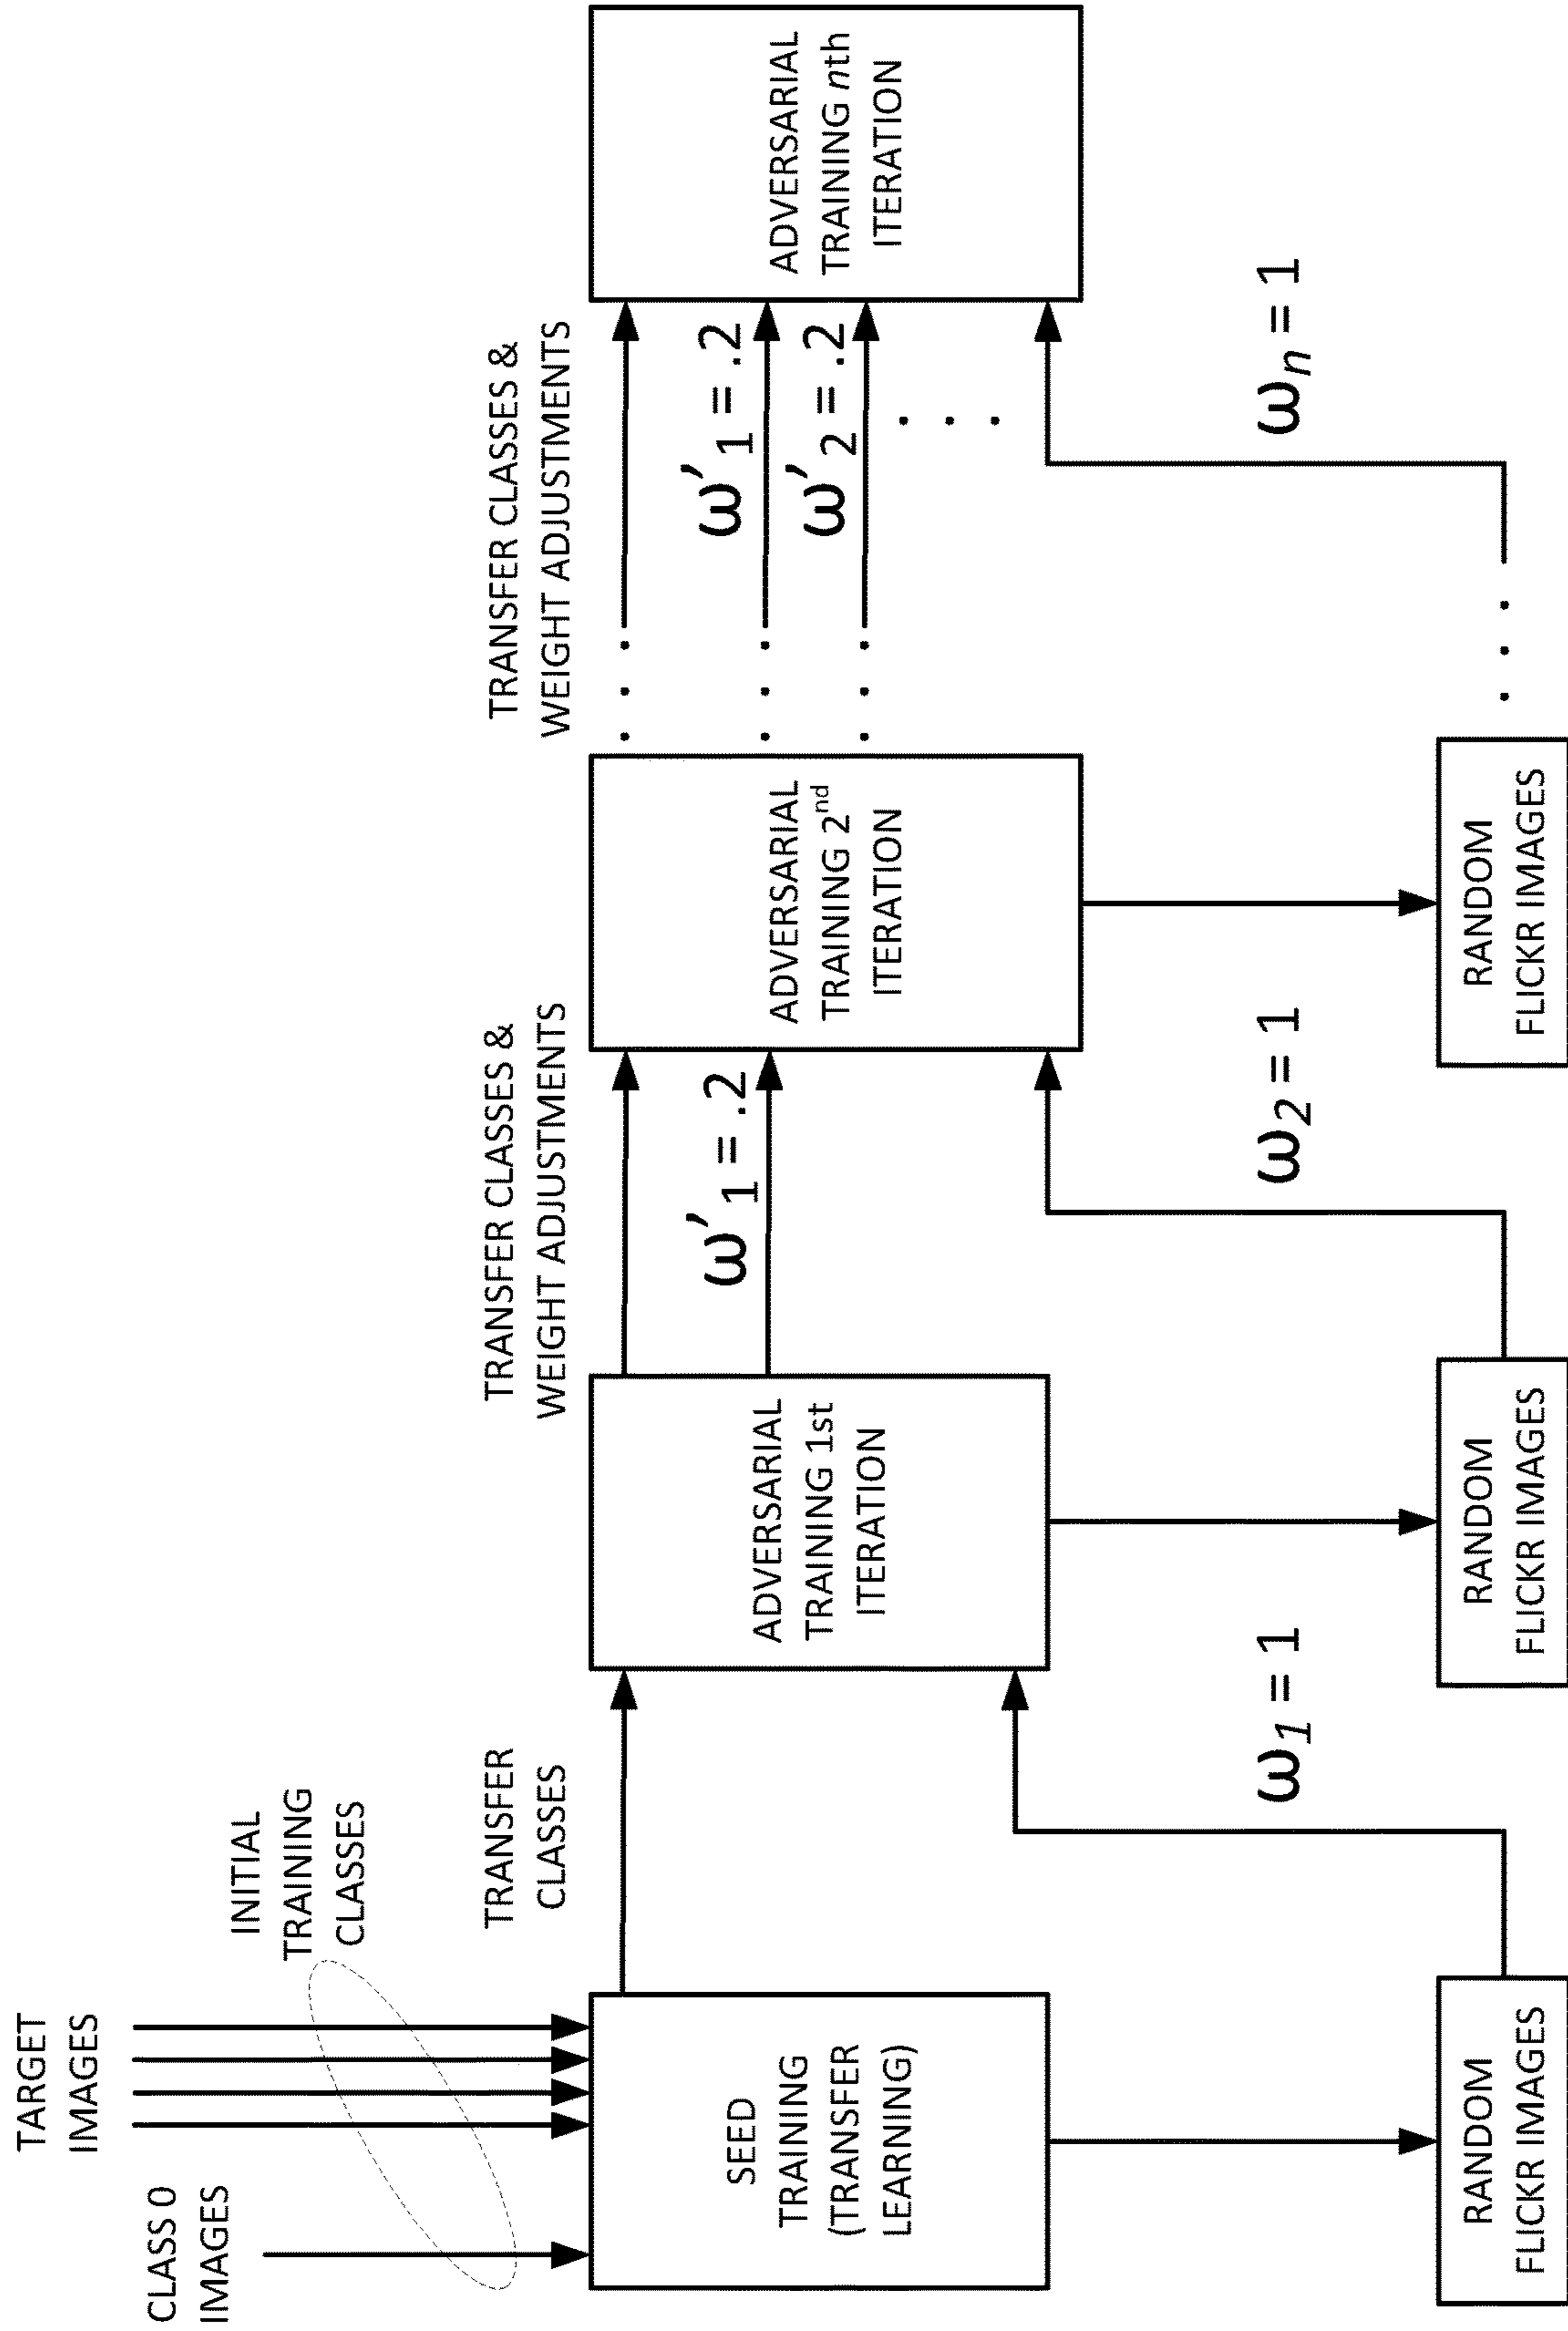 TARGET
IMAGES
CLASS 0
IMAGES
INITIAL
TRAINING
CLASSES
TRANSFER
CLASSES
TRANSFER CLASSES &
WEIGHT ADJUSTMENTS
TRANSFER CLASSES &
WEIGHT ADJUSTMENTS
SEED
TRAINING
(TRANSFER
LEARNING)
ADVERSARIAL
TRAINING 1st
ITERATION
ω'1 = .2
ADVERSARIAL
TRAINING 2nd
ITERATION
ω'1 = .2
ω'2 = .2
ADVERSARIAL
TRAINING nth
ITERATION
ω1 = 1
ω2 = 1
ωn = 1
RANDOM
FLICKR IMAGES
RANDOM
FLICKR IMAGES
RANDOM
FLICKR IMAGES